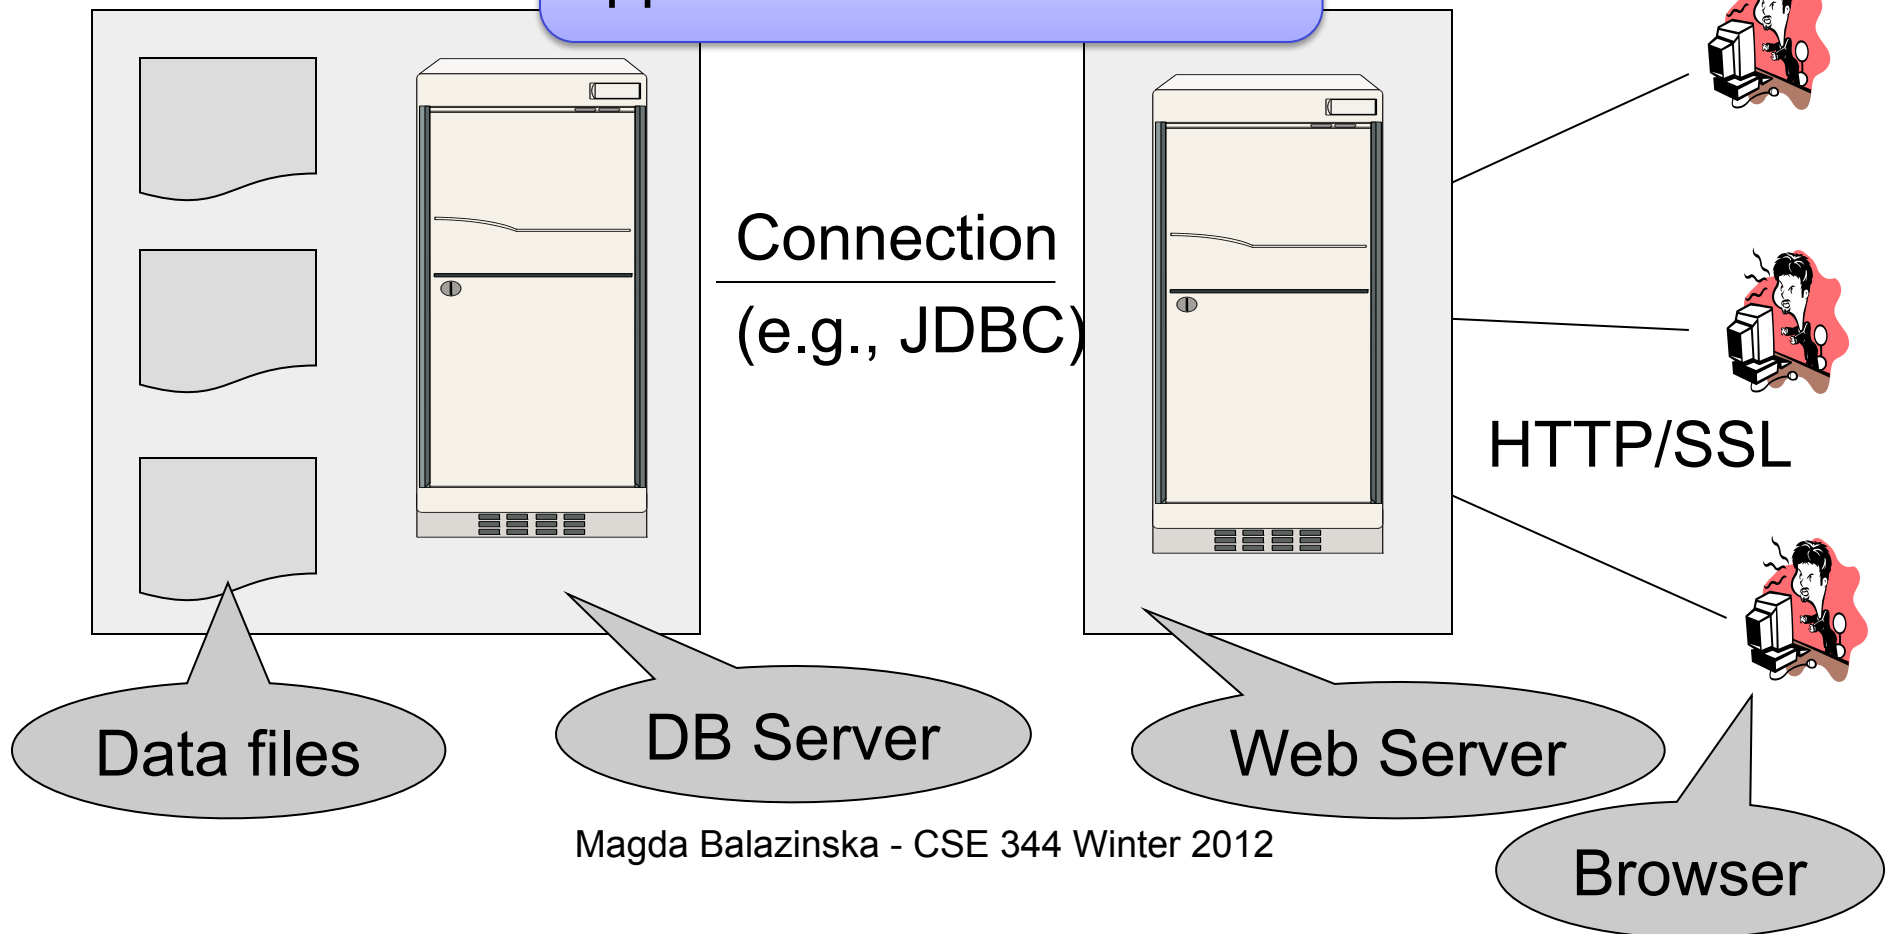 Connection
(e.g., JDBC)
HTTP/SSL
Data files
DB Server
Web Server
Browser
Magda Balazinska - CSE 344 Winter 2012